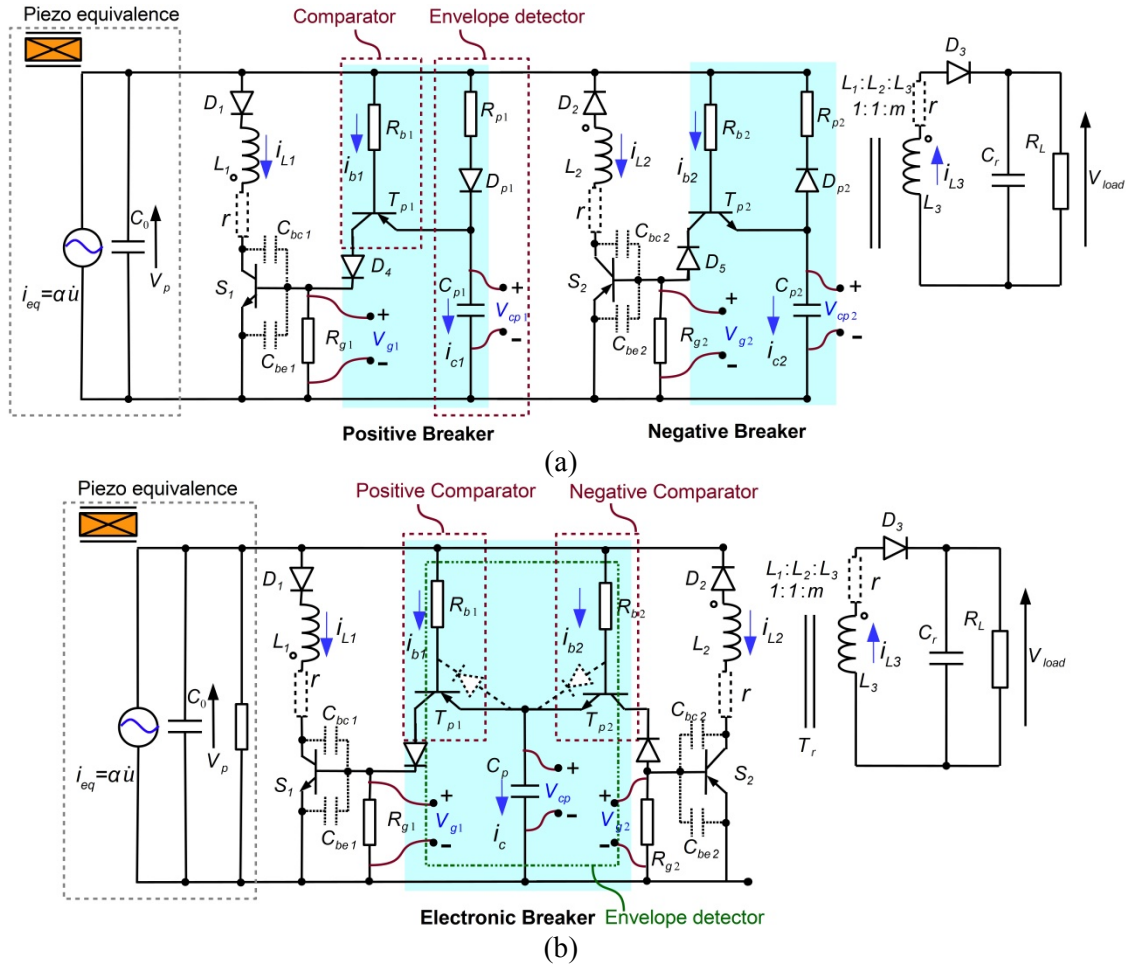 Piezo equivalence
Comparator
Envelope detector
D1
L1
iL1
r
S1
Cbc1
Cbe1
C0
Vp
ieq=αu̇
Rb1
ib1
Tp1
D4
Rg1
+
Vg1
-
Rp1
Dp1
Cp1
ic1
+
Vcp1
-
D2
L2
iL2
r
S2
Cbc2
Cbe2
Rb2
ib2
Tp2
D5
Rg2
+
Vg2
-
Rp2
Dp2
Cp2
ic2
+
Vcp2
-
L1:L2:L3
1:1:m
r
D3
L3
iL3
Cr
RL
Vload
Positive Breaker
Negative Breaker
(a)
Piezo equivalence
Positive Comparator
Negative Comparator
D1
L1
iL1
r
S1
Cbc1
Cbe1
C0
Vp
ieq=αu̇
Rb1
ib1
Tp1
Rg1
+
Vg1
-
Cp
ic
+
Vcp
-
Rb2
ib2
Tp2
+
Vg2
-
Rg2
D2
L2
iL2
r
Cbc2
S2
Cbe2
L1:L2:L3
1:1:m
Tr
r
D3
L3
iL3
Cr
RL
Vload
Electronic Breaker
Envelope detector
(b)